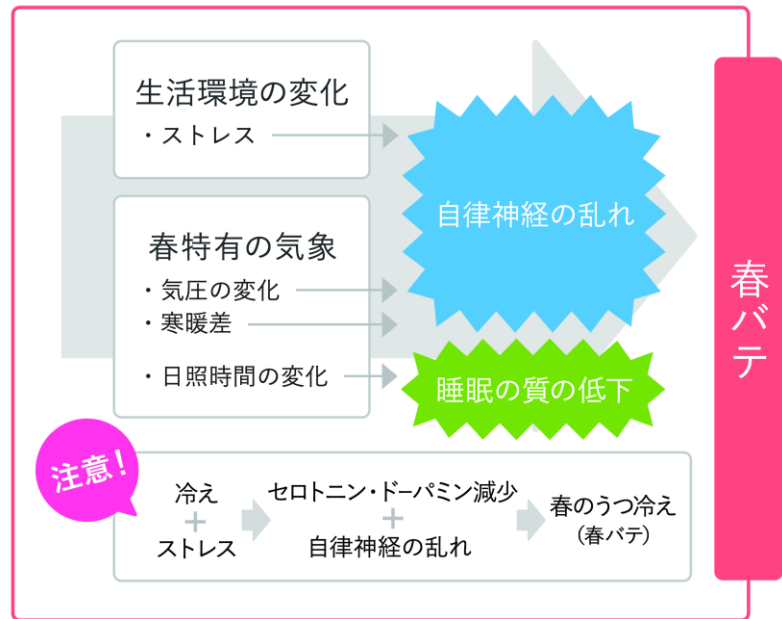 生活環境の変化
・ストレス
自律神経の乱れ
春特有の気象
・気圧の変化
・寒暖差
・日照時間の変化
睡眠の質の低下
春バテ
注意！
冷え
＋
ストレス
セロトニン・ドーパミン減少
＋
自律神経の乱れ
春のうつ冷え
(春バテ)